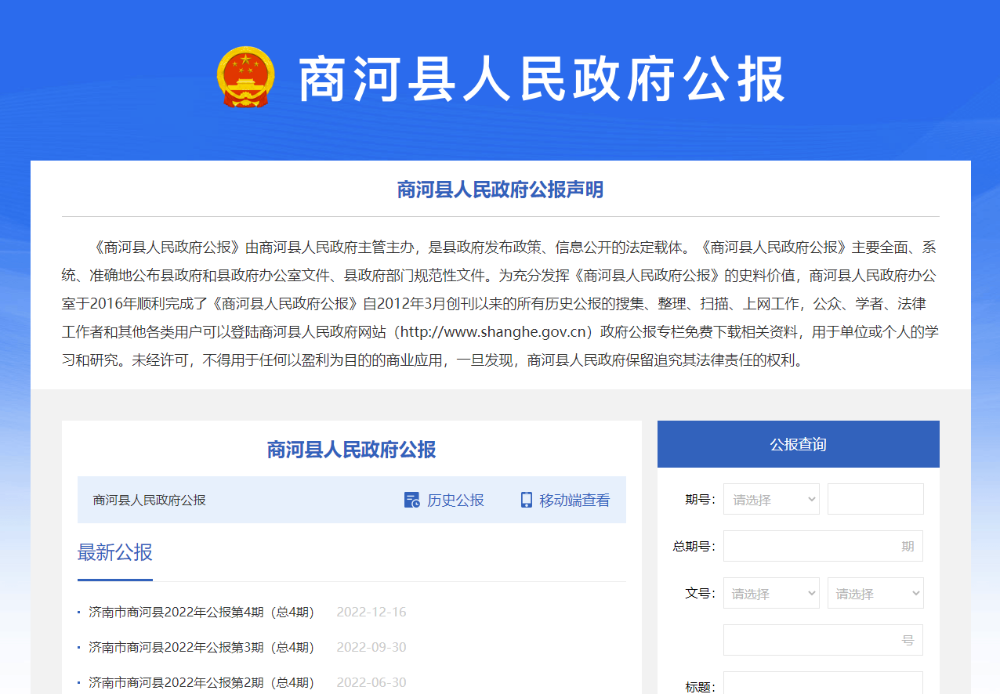 商河县人民政府公报
商河县人民政府公报声明
《商河县人民政府公报》由商河县人民政府主管主办，是县政府发布政策、信息公开的法定载体。《商河县人民政府公报》主要全面、系
统、准确地公布县政府和县政府办公室文件、县政府部门规范性文件。为充分发挥《商河县人民政府公报》的史料价值，商河县人民政府办公
室于2016年顺利完成了《商河县人民政府公报》自2012年3月创刊以来的所有历史公报的搜集、整理、扫描、上网工作，公众、学者、法律
工作者和其他各类用户可以登陆商河县人民政府网站（http://www.shanghe.gov.cn）政府公报专栏免费下载相关资料，用于单位或个人的学
习和研究。未经许可，不得用于任何以盈利为目的的商业应用，一旦发现，商河县人民政府保留追究其法律责任的权利。
商河县人民政府公报
商河县人民政府公报 历史公报 移动端查看
最新公报
济南市商河县2022年公报第4期（总4期） 2022-12-16
济南市商河县2022年公报第3期（总4期） 2022-09-30
济南市商河县2022年公报第2期（总4期） 2022-06-30
公报查询
期号： 请选择
总期号： 期
文号： 请选择 请选择
号
标题：